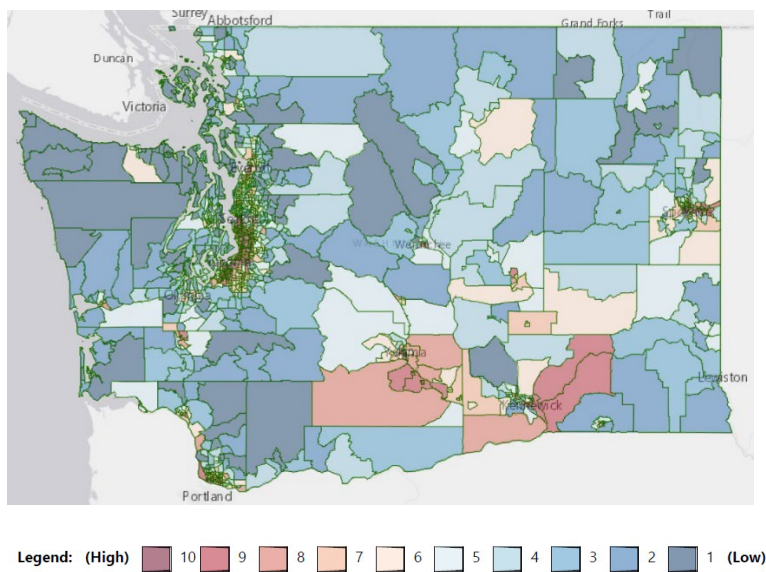 Surrey
Abbotsford
Trail
Grand Forks
Duncan
Victoria
Wenatchee
Lewiston
Kennewick
Portland
Legend: (High) 10 9 8 7 6 5 4 3 2 1 (Low)